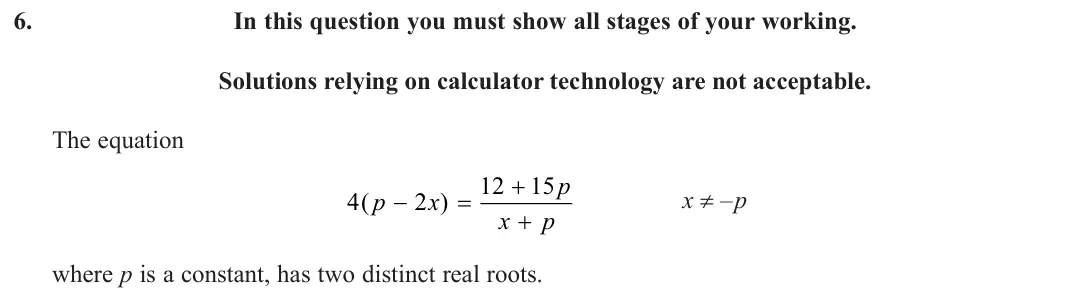 6. In this question you must show all stages of your working.
Solutions relying on calculator technology are not acceptable.
The equation
4(p − 2x) = (12 + 15p)/(x + p)    x ≠ −p
where p is a constant, has two distinct real roots.